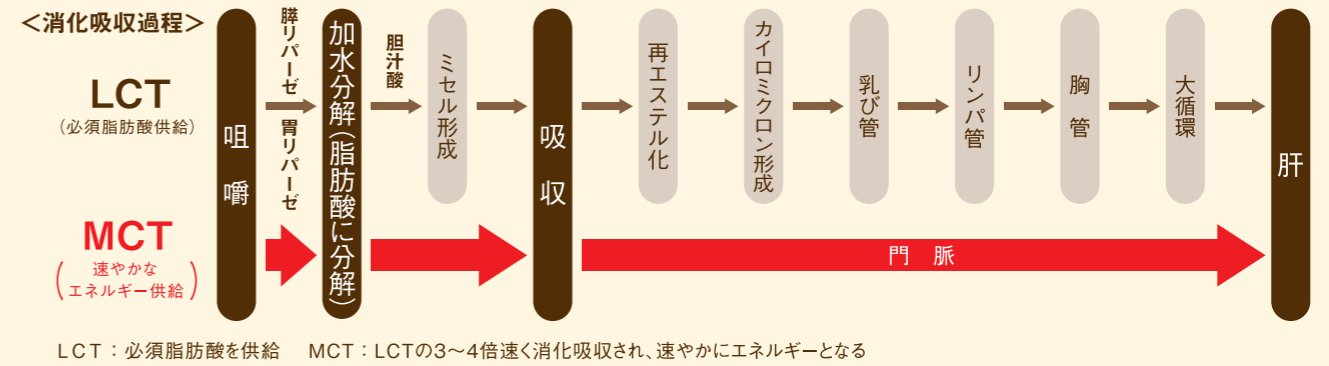 ＜消化吸収過程＞
LCT
（必須脂肪酸供給）
MCT
（速やかな
エネルギー供給）
咀嚼
膵リパーゼ
胃リパーゼ
加水分解（脂肪酸に分解）
胆汁酸
ミセル形成
吸収
再エステル化
カイロミクロン形成
乳び管
リンパ管
胸管
大循環
門脈
肝
LCT：必須脂肪酸を供給　MCT：LCTの3〜4倍速く消化吸収され、速やかにエネルギーとなる